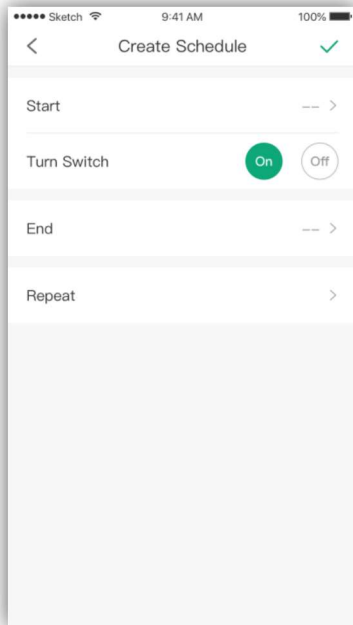 Sketch 9:41 AM 100%
Create Schedule
Start --
Turn Switch On Off
End --
Repeat